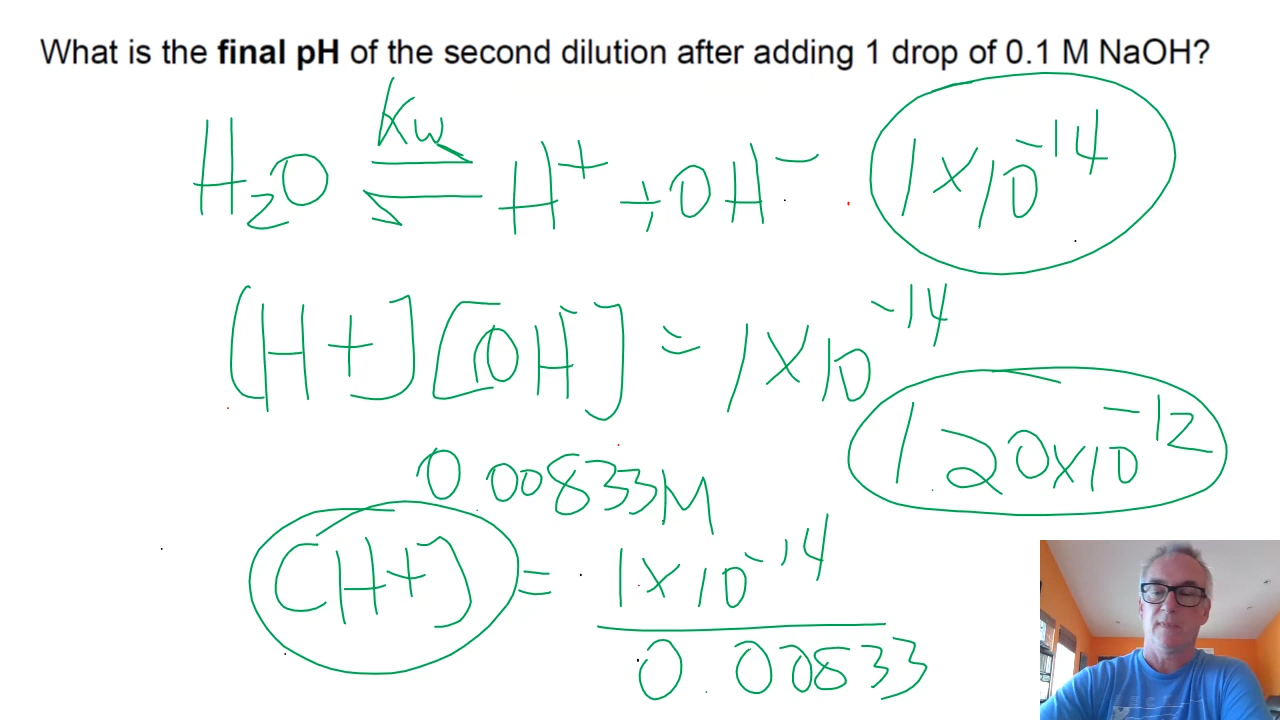 What is the final pH of the second dilution after adding 1 drop of 0.1 M NaOH?
Kw
H2O ⇌ H+ + OH− 1x10-14
[H+][OH-] = 1x10-14
1.20x10-12
0.00833M
[H+] = 1x10-14
0.00833